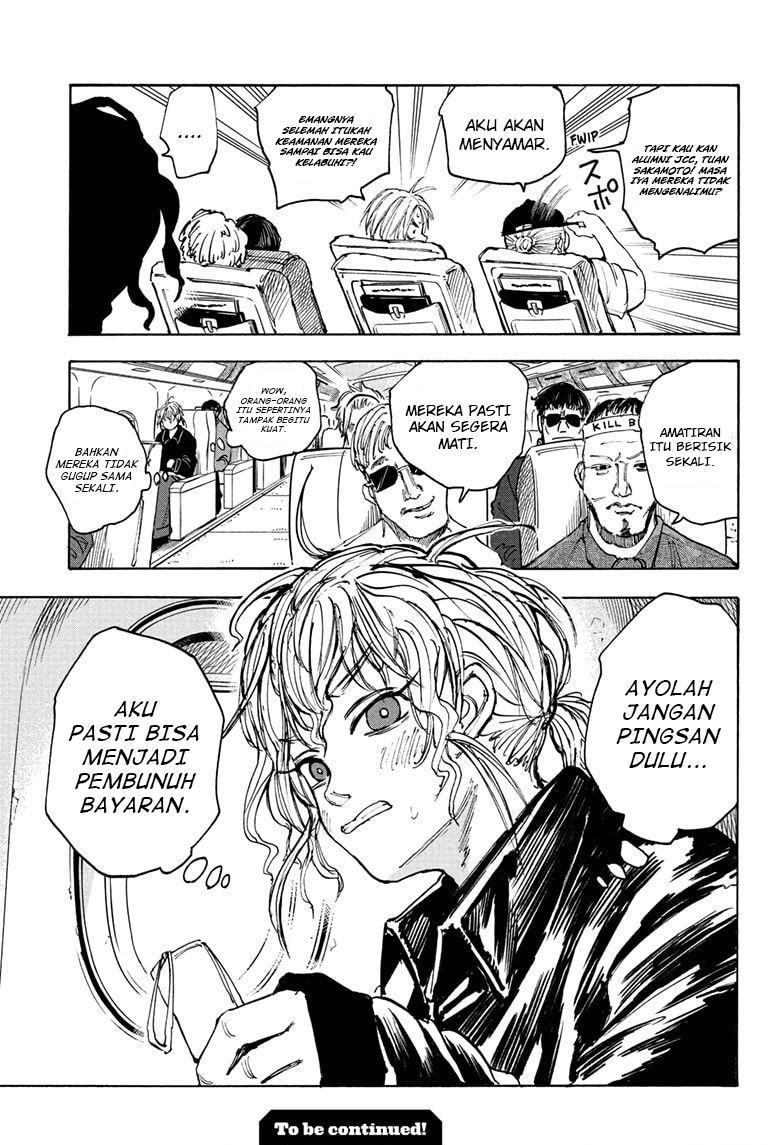 TAPI KAU KAN
ALUMNI JCC, TUAN
SAKAMOTO! MASA
IYA MEREKA TIDAK
MENGENALIMU?
FWIP
スポ
AKU AKAN
MENYAMAR.
EMANGNYA
SELEMAH ITUKAH
KEAMANAN MEREKA
SAMPAI BISA KAU
KELABUHI?!
....
AMATIRAN
ITU BERISIK
SEKALI.
KILL B
MEREKA PASTI
AKAN SEGERA
MATI.
WOW,
ORANG-ORANG
ITU SEPERTINYA
TAMPAK BEGITU
KUAT.
BAHKAN
MEREKA TIDAK
GUGUP SAMA
SEKALI.
AYOLAH
JANGAN
PINGSAN
DULU...
AKU
PASTI BISA
MENJADI
PEMBUNUH
BAYARAN.
To be continued!